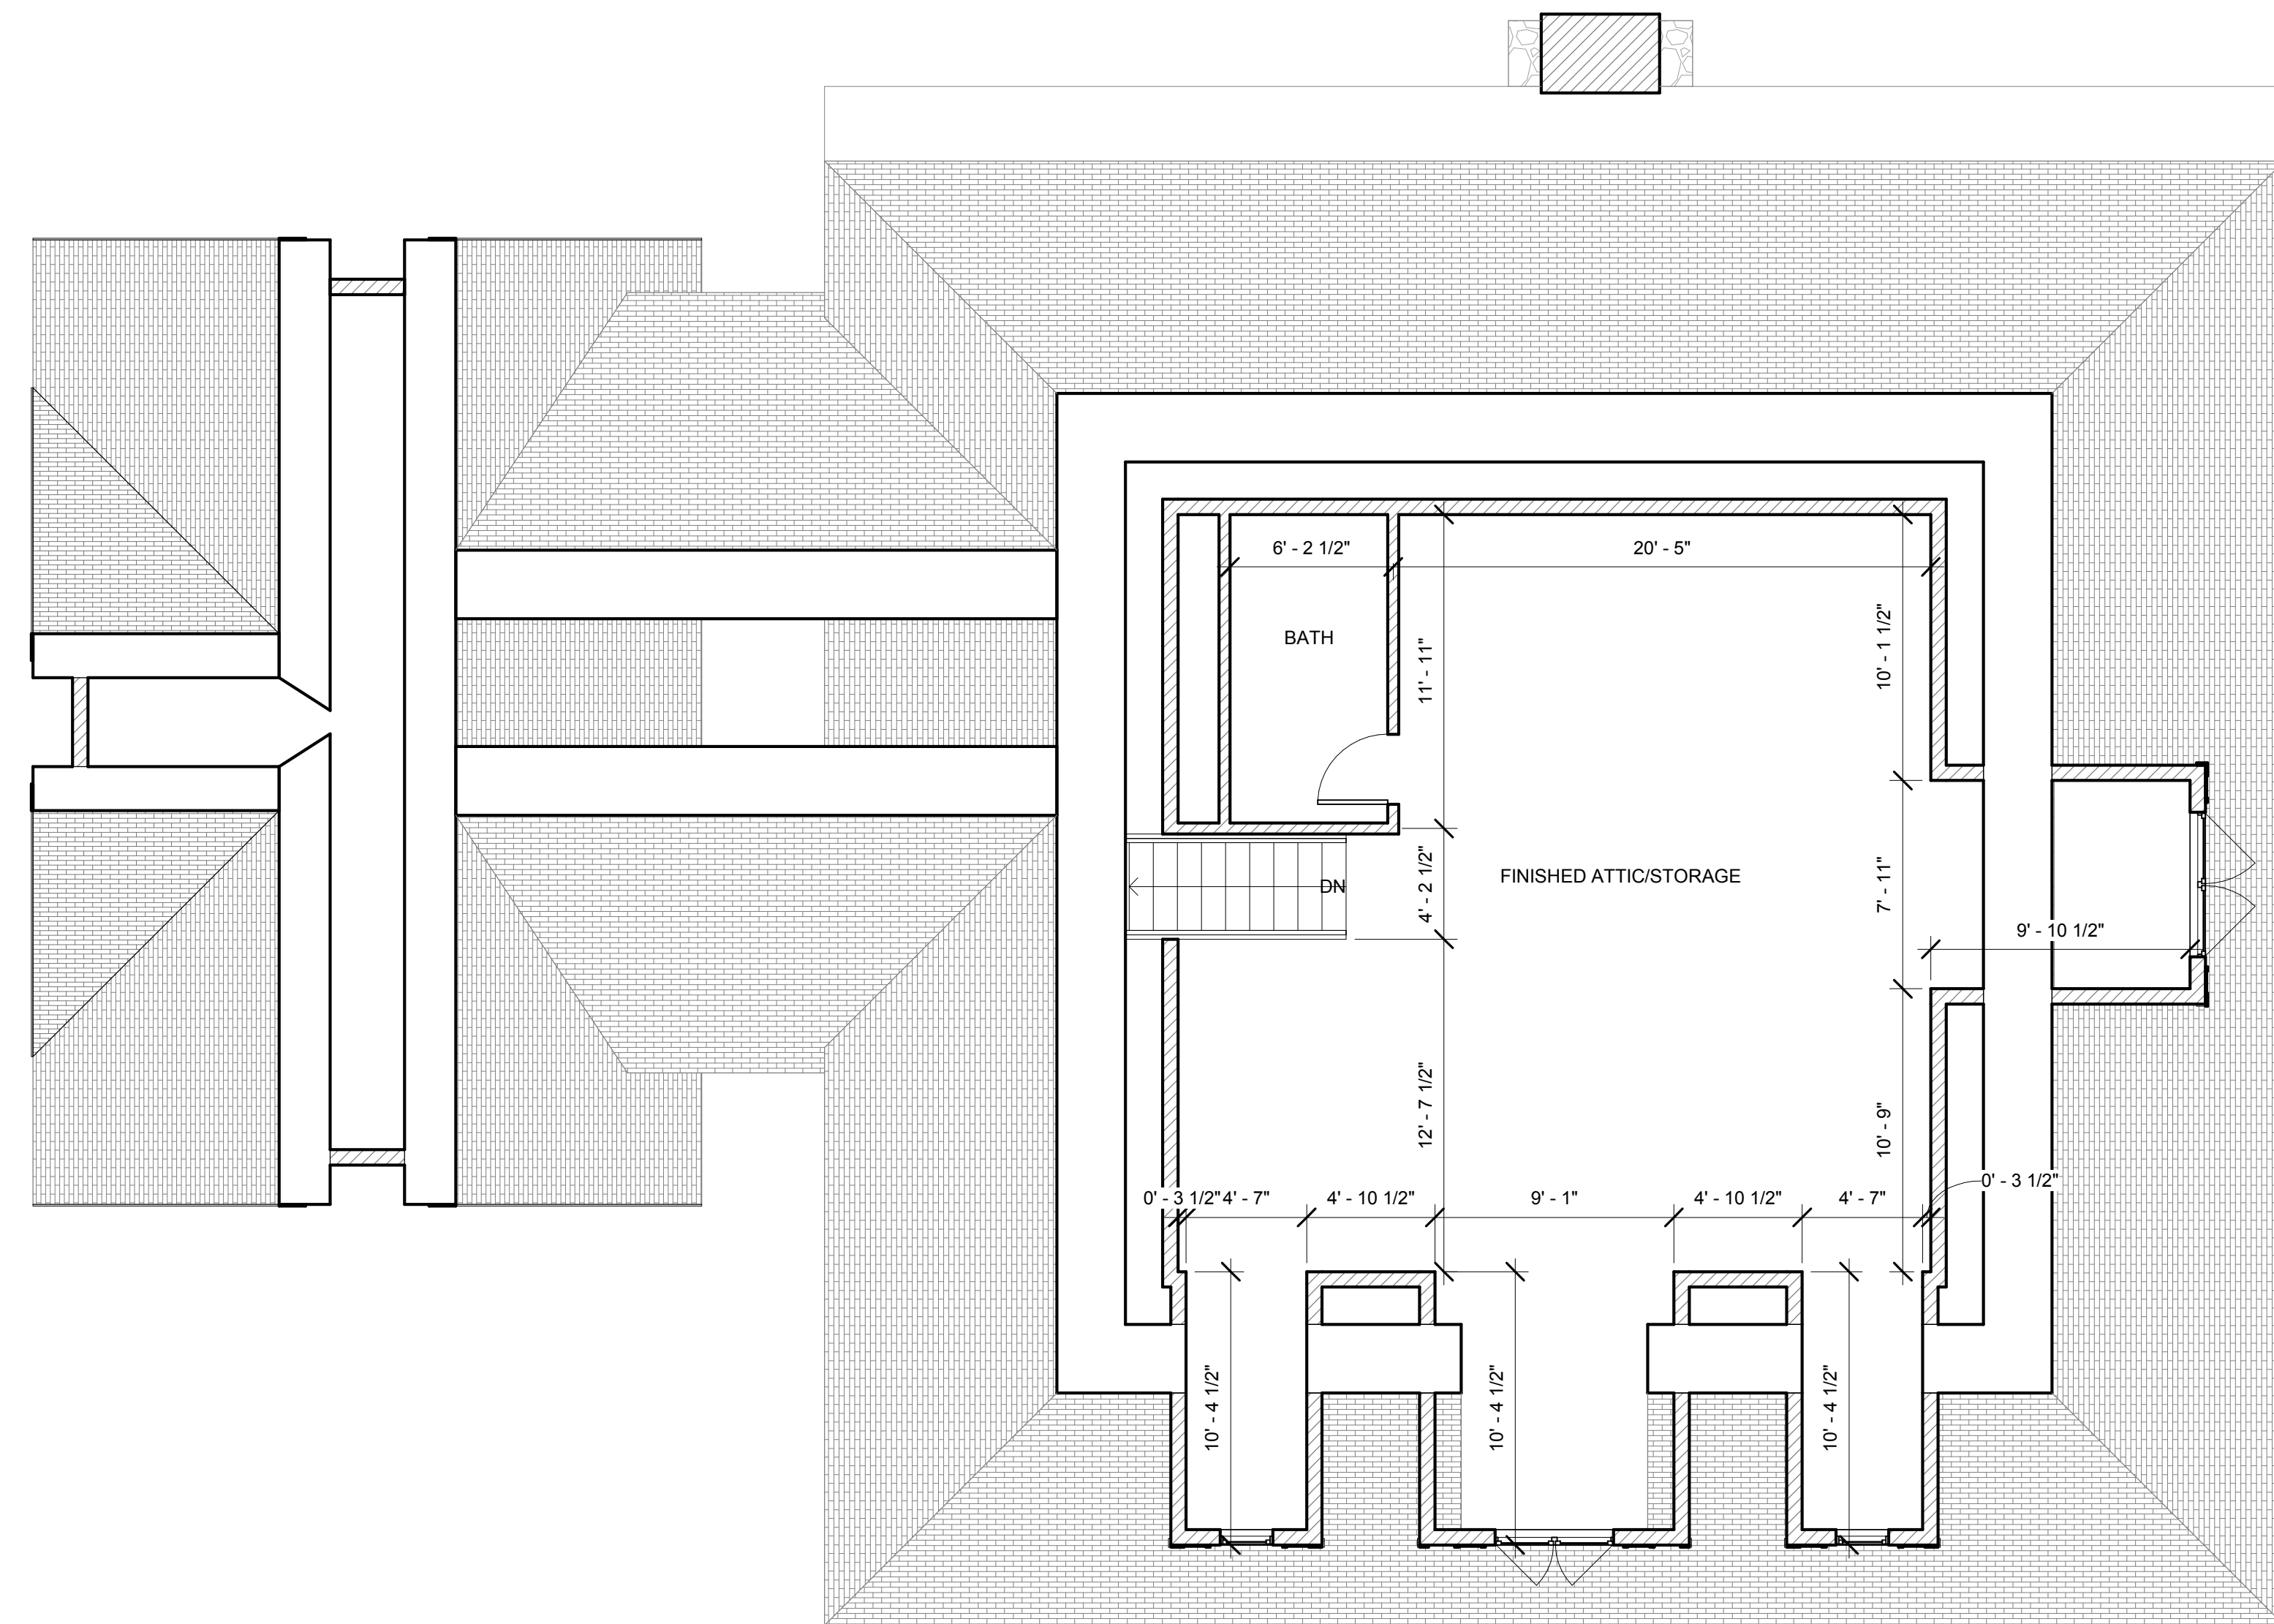 6' - 2 1/2"
20' - 5"
BATH
11' - 11"
10' - 1 1/2"
FINISHED ATTIC/STORAGE
DN
4' - 2 1/2"
7' - 11"
9' - 10 1/2"
12' - 7 1/2"
10' - 9"
0' - 3 1/2"
0' - 3 1/2"
4' - 7"
4' - 10 1/2"
9' - 1"
4' - 10 1/2"
4' - 7"
10' - 4 1/2"
10' - 4 1/2"
10' - 4 1/2"